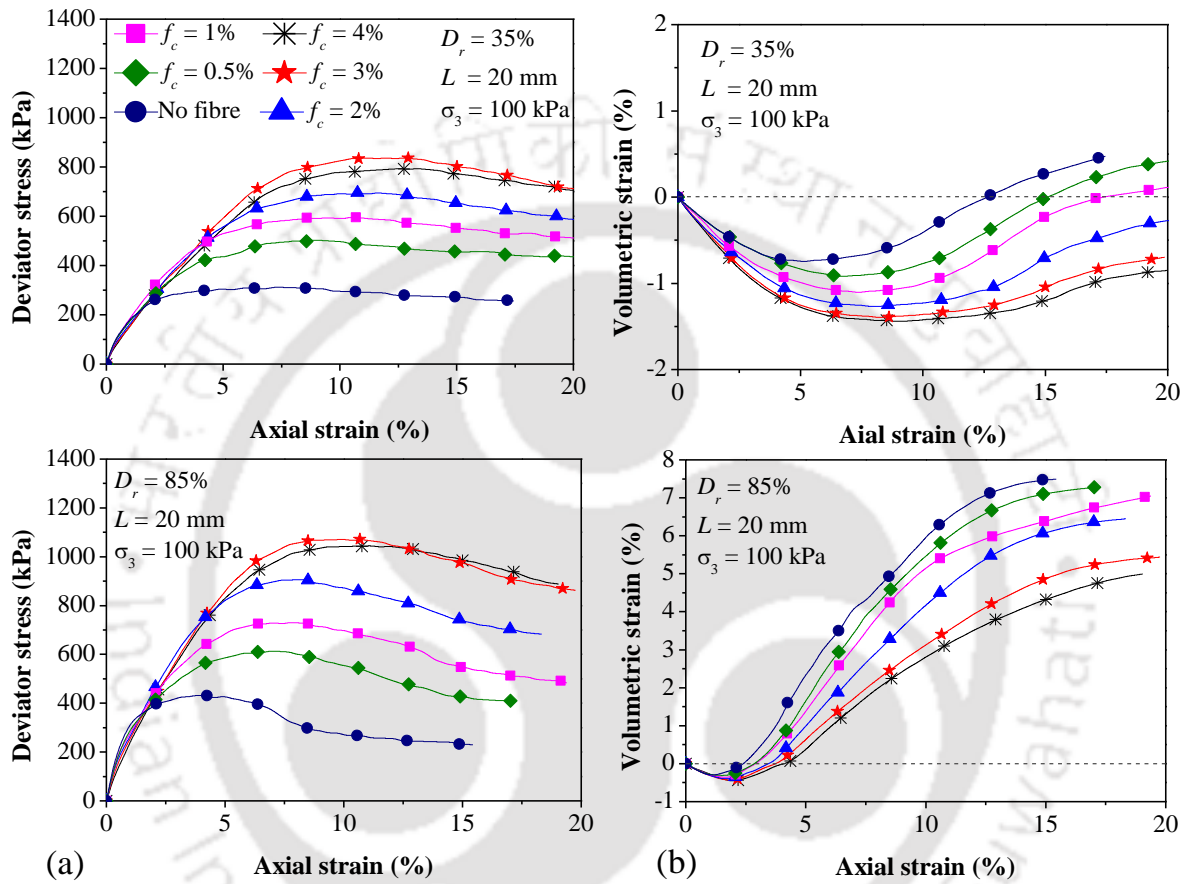 1400
1200
1000
800
600
400
200
0
Deviator stress (kPa)
f_c = 1%
f_c = 4%
f_c = 0.5%
f_c = 3%
No fibre
f_c = 2%
D_r = 35%
L = 20 mm
σ_3 = 100 kPa
0 5 10 15 20
Axial strain (%)
2
1
0
-1
-2
Volumetric strain (%)
D_r = 35%
L = 20 mm
σ_3 = 100 kPa
0 5 10 15 20
Aial strain (%)
1400
1200
1000
800
600
400
200
0
Deviator stress (kPa)
D_r = 85%
L = 20 mm
σ_3 = 100 kPa
0 5 10 15 20
Axial strain (%)
(a)
8
7
6
5
4
3
2
1
0
-1
Volumetric strain (%)
D_r = 85%
L = 20 mm
σ_3 = 100 kPa
0 5 10 15 20
Axial strain (%)
(b)
Indian In
uwahati